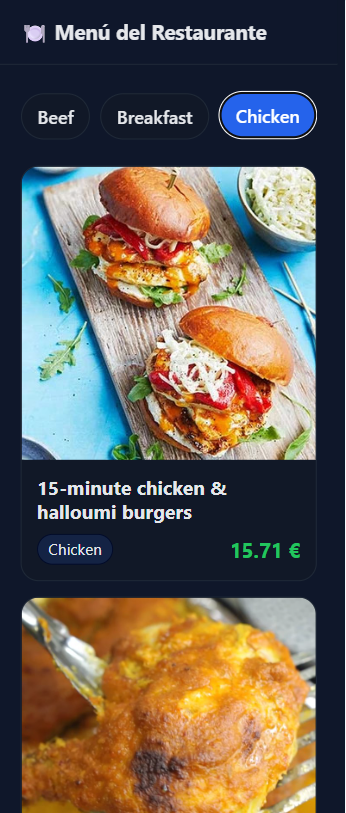 🍽️ Menú del Restaurante
Beef Breakfast Chicken
15-minute chicken &
halloumi burgers
Chicken 15.71 €